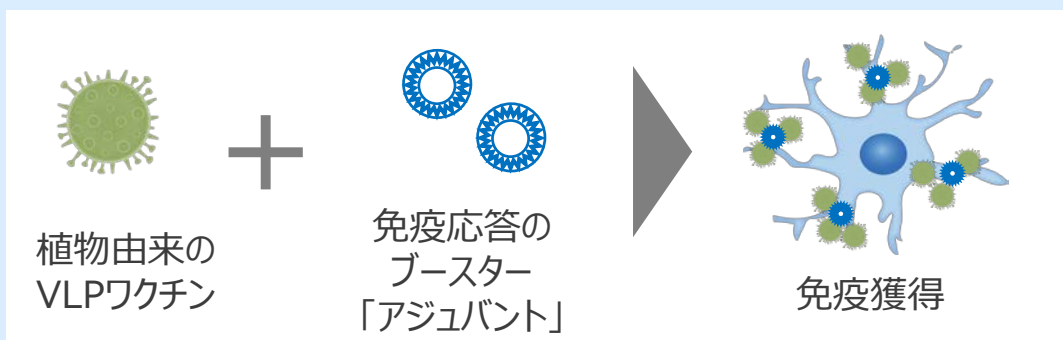 植物由来の
VLPワクチン
免疫応答の
ブースター
「アジュバント」
免疫獲得